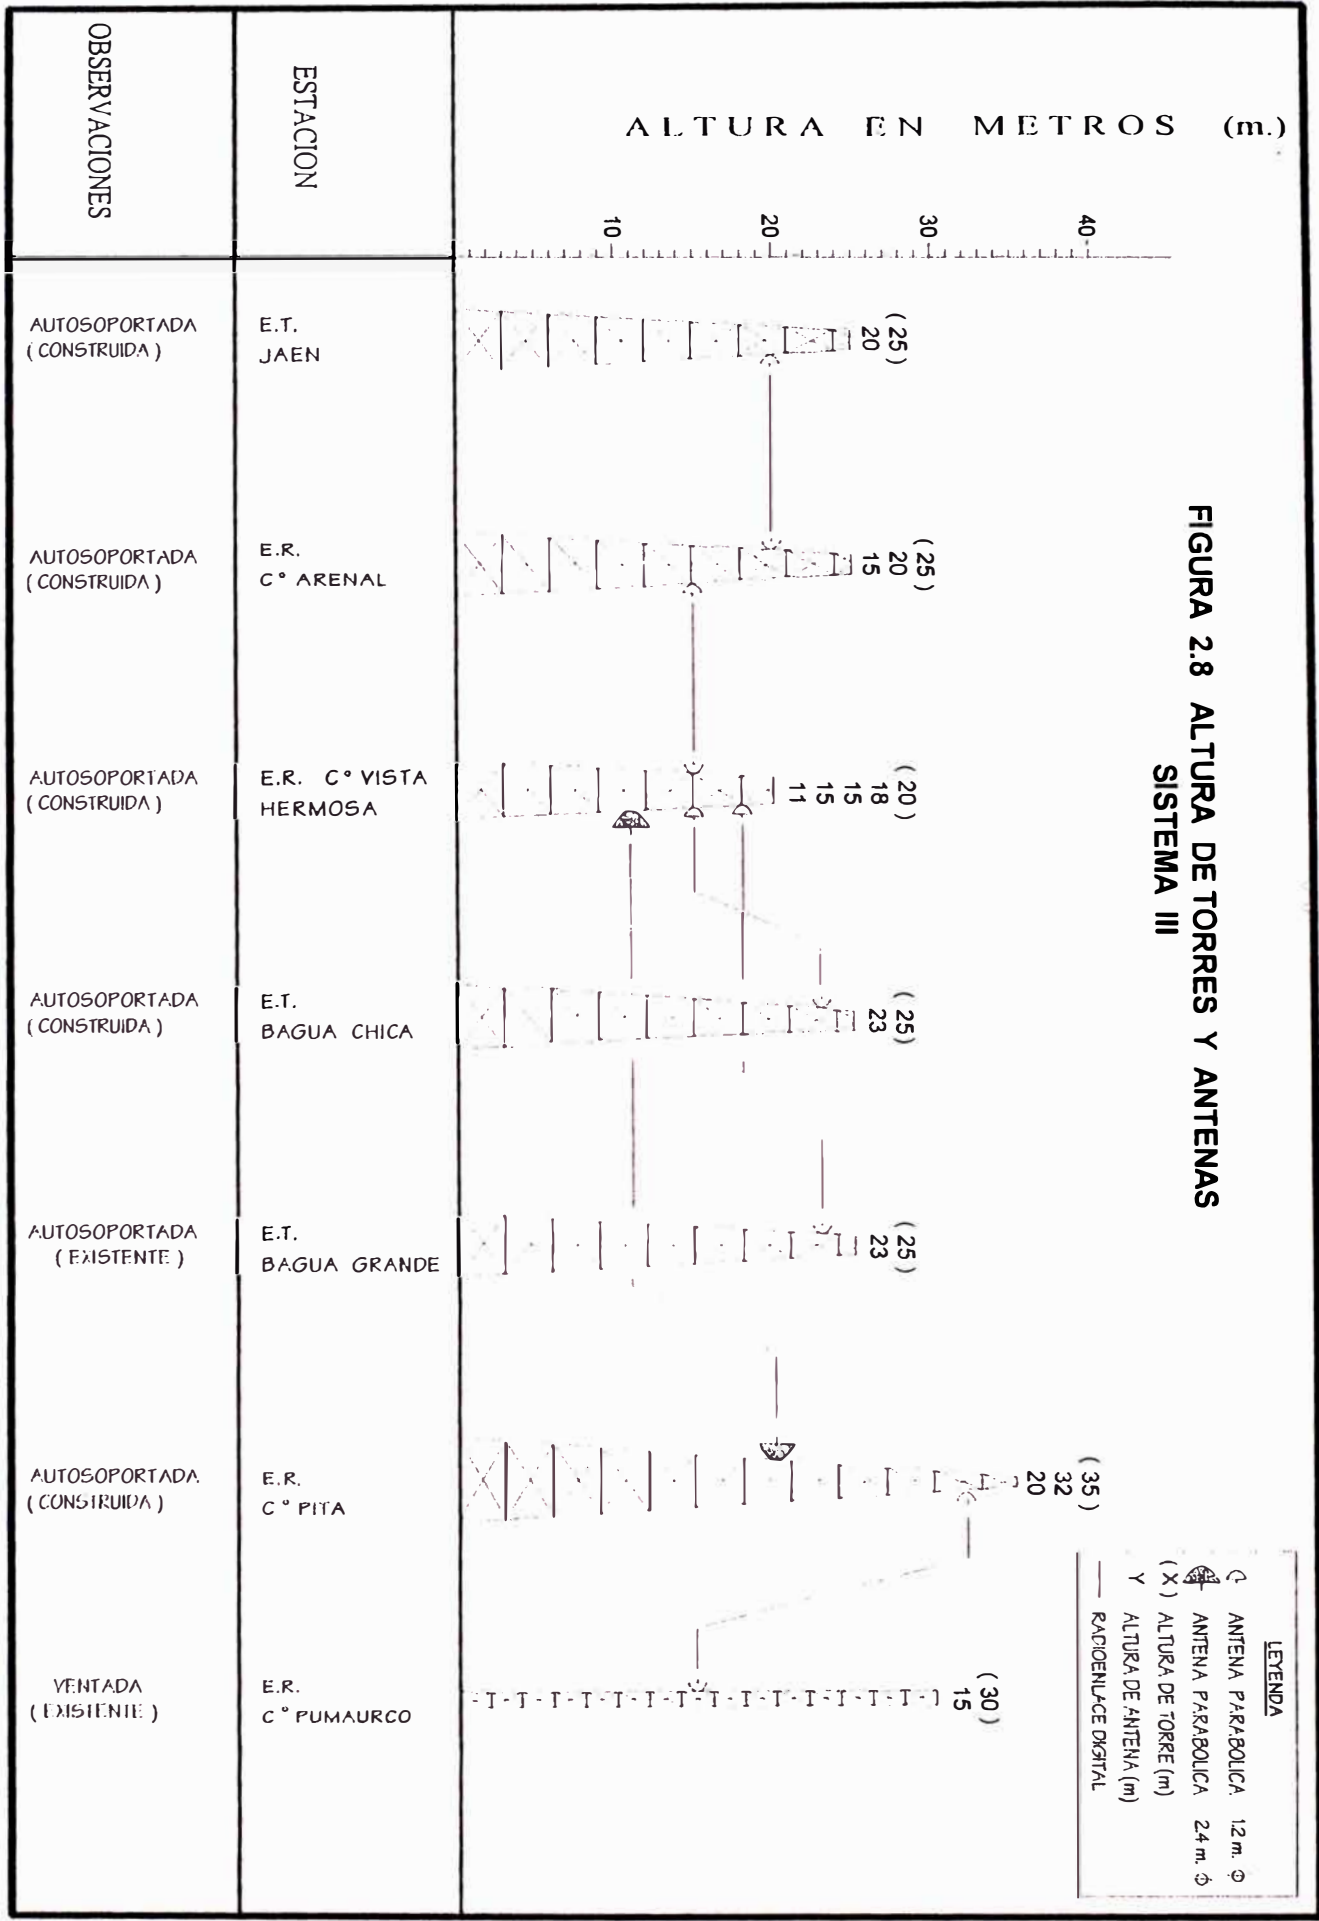 FIGURA 2.8 ALTURA DE TORRES Y ANTENAS
SISTEMA III
ALTURA EN METROS (m.)
40
30
20
10
ESTACION
OBSERVACIONES
(25)
20
E.T.
JAEN
AUTOSOPORTADA
(CONSTRUIDA)
(25)
20
15
E.R.
C° ARENAL
AUTOSOPORTADA
(CONSTRUIDA)
(20)
18
15
15
11
E.R. C° VISTA
HERMOSA
AUTOSOPORTADA
(CONSTRUIDA)
(25)
23
E.T.
BAGUA CHICA
AUTOSOPORTADA
(CONSTRUIDA)
(25)
23
E.T.
BAGUA GRANDE
AUTOSOPORTADA
(EXISTENTE)
(35)
32
20
E.R.
C° PITA
AUTOSOPORTADA
(CONSTRUIDA)
(30)
15
E.R.
C° PUMAURCO
VENTADA
(EXISTENTE)
LEYENDA
ANTENA PARABOLICA 1.2 m. Φ
ANTENA PARABOLICA 2.4 m. Φ
(X) ALTURA DE TORRE (m)
Y ALTURA DE ANTENA (m)
RADIOENLACE DIGITAL